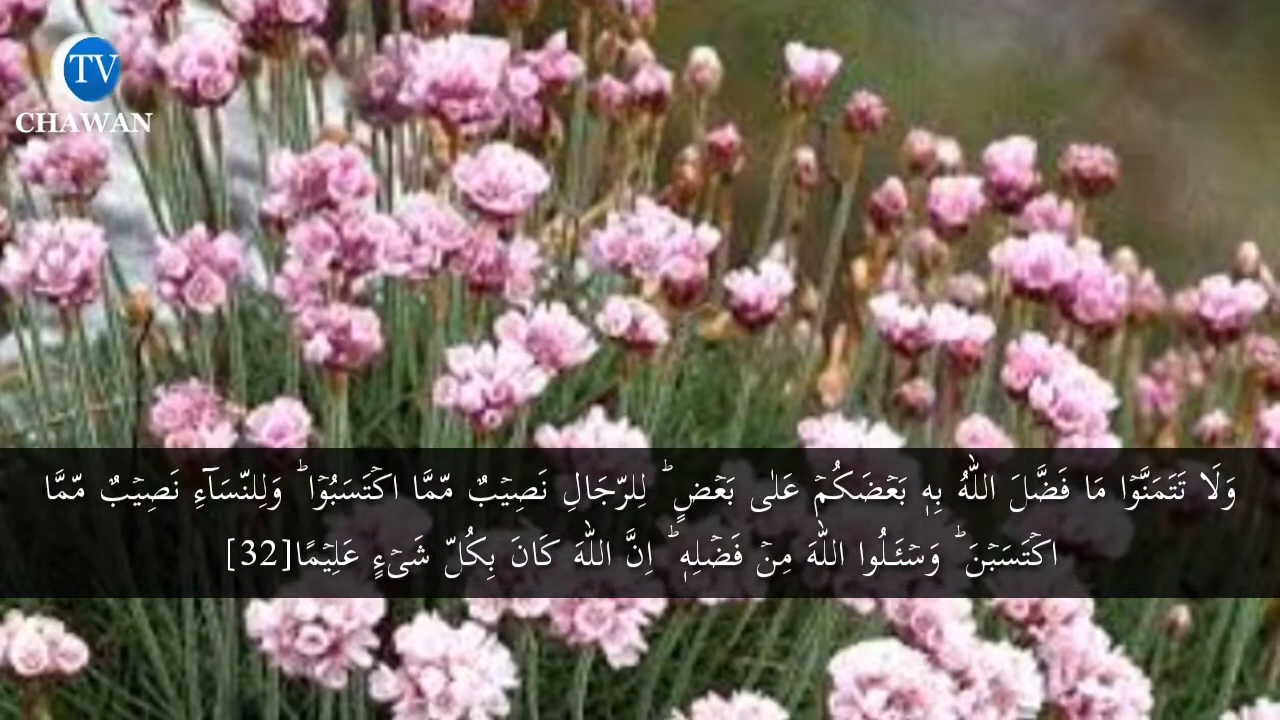 TV
CHAWAN
وَلَا تَتَمَنَّوۡا مَا فَضَّلَ اللّٰهُ بِهٖ بَعۡضَكُمۡ عَلٰى بَعۡضٍ‌ ؕ لِلرِّجَالِ نَصِيۡبٌ مِّمَّا اكۡتَسَبُوۡا ؕ‌ وَلِلنِّسَآءِ نَصِيۡبٌ مِّمَّا
اكۡتَسَبۡنَ‌ ؕ وَسۡئَلُوا اللّٰهَ مِنۡ فَضۡلِهٖ ؕ‌ اِنَّ اللّٰهَ كَانَ بِكُلِّ شَىۡءٍ عَلِيۡمًا[32]